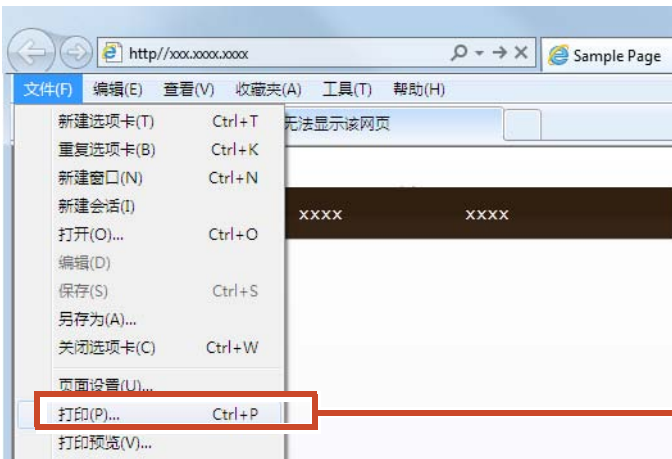 http//xxx.xxxx.xxxx
Sample Page
文件(F) 编辑(E) 查看(V) 收藏夹(A) 工具(T) 帮助(H)
新建选项卡(T) Ctrl+T
无法显示该网页
重复选项卡(B) Ctrl+K
新建窗口(N) Ctrl+N
新建会话(I)
xxxx xxxx
打开(O)... Ctrl+O
编辑(D)
保存(S) Ctrl+S
另存为(A)...
关闭选项卡(C) Ctrl+W
页面设置(U)...
打印(P)... Ctrl+P
打印预览(V)...